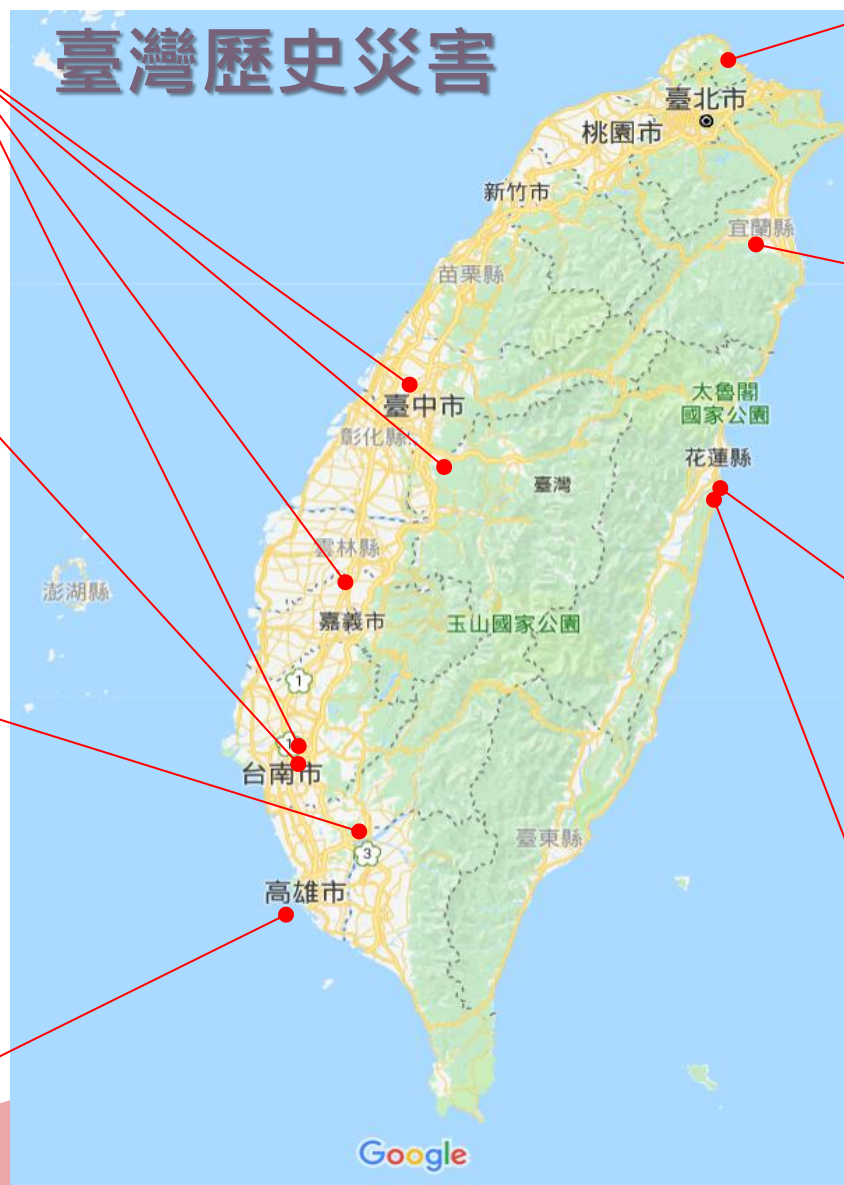 臺灣歷史災害
臺北市
桃園市
新竹市
宜蘭縣
苗栗縣
太魯閣
國家公園
臺中市
彰化縣
花蓮縣
臺灣
雲林縣
澎湖縣
嘉義市
玉山國家公園
1
1
台南市
臺東縣
3
高雄市
Google